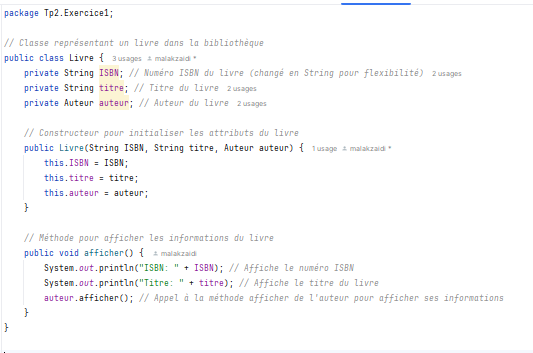 package Tp2.Exercice1;
// Classe représentant un livre dans la bibliothèque
public class Livre { 3 usages malakzaidi *
private String ISBN; // Numéro ISBN du livre (changé en String pour flexibilité) 2 usages
private String titre; // Titre du livre 2 usages
private Auteur auteur; // Auteur du livre 2 usages
// Constructeur pour initialiser les attributs du livre
public Livre(String ISBN, String titre, Auteur auteur) { 1 usage malakzaidi *
this.ISBN = ISBN;
this.titre = titre;
this.auteur = auteur;
}
// Méthode pour afficher les informations du livre
public void afficher() { malakzaidi
System.out.println("ISBN: " + ISBN); // Affiche le numéro ISBN
System.out.println("Titre: " + titre); // Affiche le titre du livre
auteur.afficher(); // Appel à la méthode afficher de l'auteur pour afficher ses informations
}
}